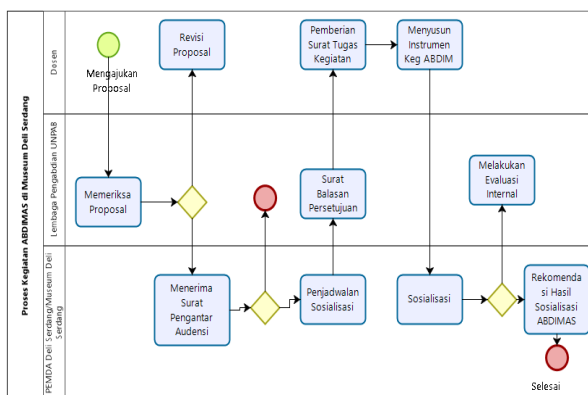 Proses Kegiatan ABDIMAS di Museum Deli Serdang
Dosen
Mengajukan
Proposal
Revisi
Proposal
Pemberian
Surat Tugas
Kegiatan
Menyusun
Instrumen
Keg ABDIM
Lembaga Pengabdian UNPAB
Memeriksa
Proposal
Surat
Balasan
Persetujuan
Melakukan
Evaluasi
Internal
PEMDA Deli Serdang/Museum Deli
Serdang
Menerima
Surat
Pengantar
Audensi
Penjadwalan
Sosialisasi
Sosialisasi
Rekomenda
si Hasil
Sosialisasi
ABDIMAS
Selesai